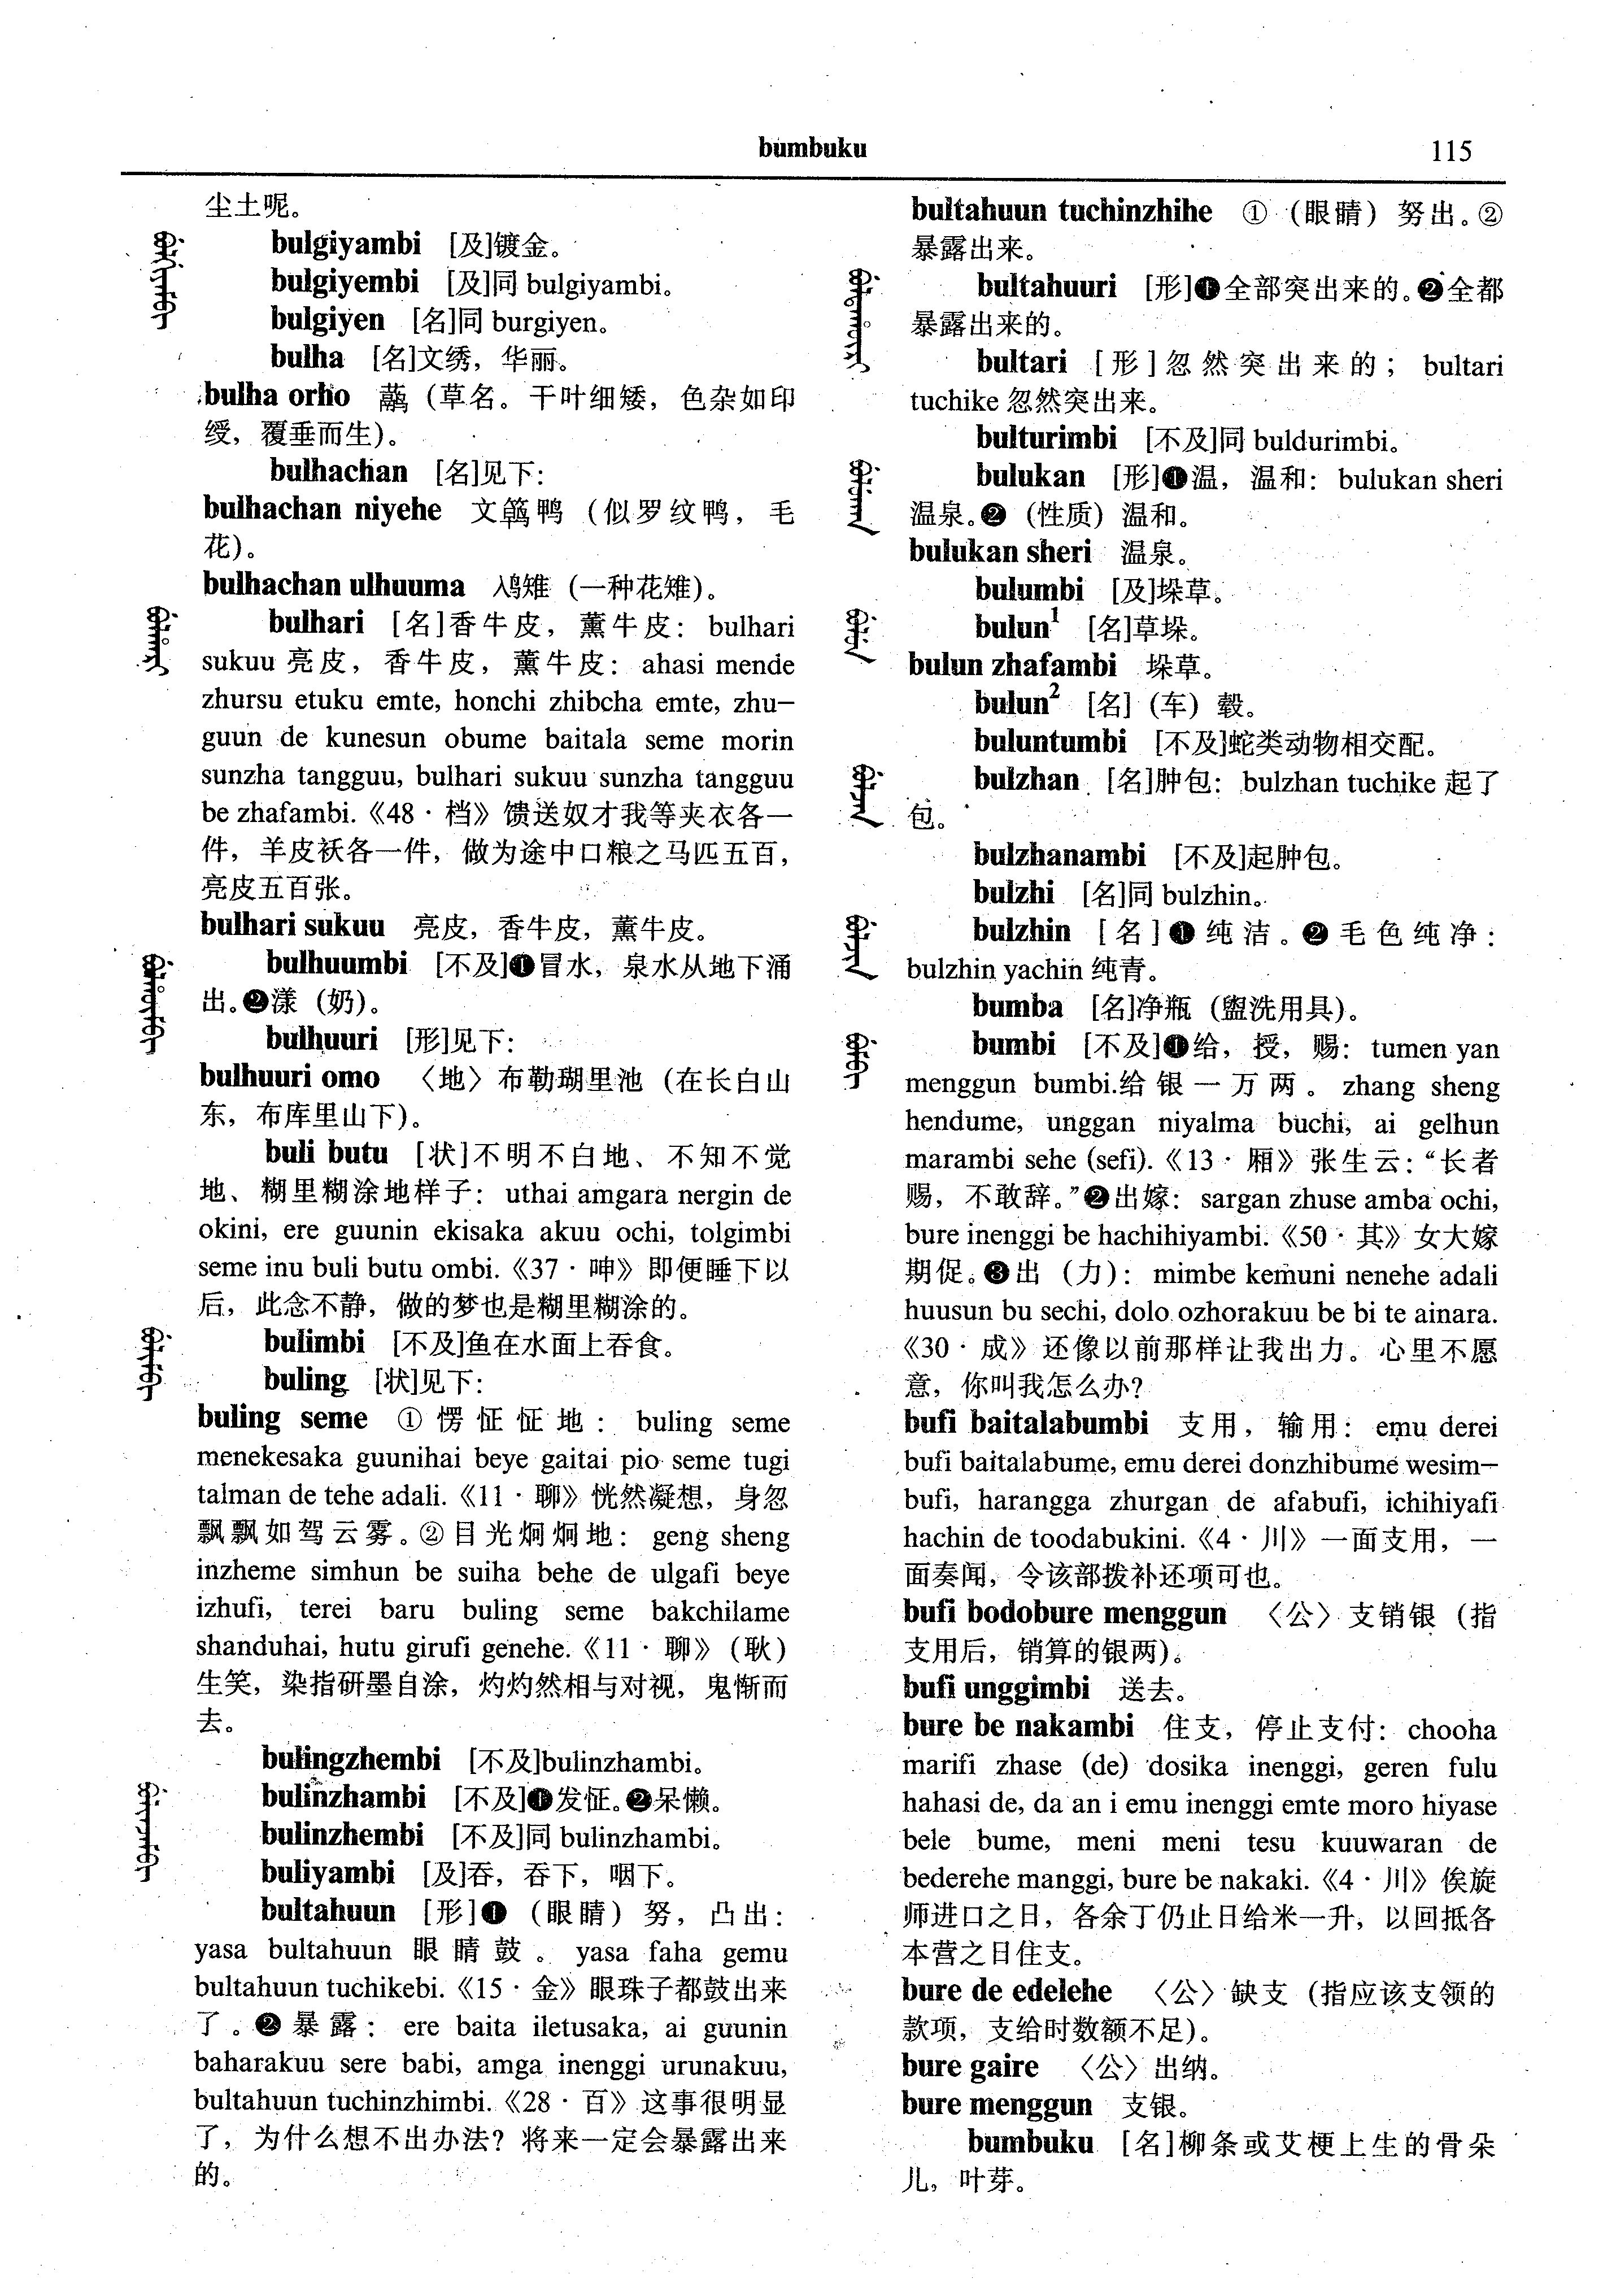 bumbuku
115
尘土呢。
bulgiyambi [及]镀金。
bulgiyembi [及]同 bulgiyambi。
bulgiyen [名]同 burgiyen。
bulha [名]文绣，华丽。
bulha orho （草名。干叶细矮，色杂如印
绶，覆垂而生）。
bulhachan [名]见下：
bulhachan niyehe 文鸭（似罗纹鸭，毛
花）。
bulhachan ulhuuma 雉（一种花雉）。
bulhari [名]香牛皮，薰牛皮：bulhari
sukuu 亮皮，香牛皮，薰牛皮：ahasi mende
zhursu etuku emte, honchi zhibcha emte, zhu-
guun de kunesun obume baitala seme morin
sunzha tangguu, bulhari sukuu sunzha tangguu
be zhafambi.《48·档》馈送奴才我等夹衣各一
件，羊皮袄各一件，做为途中口粮之马匹五百，
亮皮五百张。
bulhari sukuu 亮皮，香牛皮，薰牛皮。
bulhuumbi [不及]❶冒水，泉水从地下涌
出。❷漾（奶）。
bulhuuri [形]见下：
bulhuuri omo 〈地〉布勒瑚里池（在长白山
东，布库里山下）。
buli butu [状]不明不白地、不知不觉
地、糊里糊涂地样子：uthai amgara nergin de
okini, ere guunin ekisaka akuu ochi, tolgimbi
seme inu buli butu ombi.《37·呻》即便睡下以
后，此念不静，做的梦也是糊里糊涂的。
bulimbi [不及]鱼在水面上吞食。
buling [状]见下：
buling seme ①愣怔怔地：buling seme
menekesaka guunihai beye gaitai pio seme tugi
talman de tehe adali.《11·聊》恍然凝想，身忽
飘飘如驾云雾。②目光炯炯地：geng sheng
inzheme simhun be suiha behe de ulgafi beye
izhufi, terei baru buling seme bakchilame
shanduhai, hutu girufi genehe.《11·聊》（耿）
生笑，染指研墨自涂，灼灼然相与对视，鬼惭而
去。
bulingzhembi [不及]bulinzhambi。
bulinzhambi [不及]❶发怔。❷呆懒。
bulinzhembi [不及]同 bulinzhambi。
buliyambi [及]吞，吞下，咽下。
bultahuun [形]❶（眼睛）努，凸出：
yasa bultahuun 眼睛鼓。yasa faha gemu
bultahuun tuchikebi.《15·金》眼珠子都鼓出来
了。❷暴露：ere baita iletusaka, ai guunin
baharakuu sere babi, amga inenggi urunakuu,
bultahuun tuchinzhimbi.《28·百》这事很明显
了，为什么想不出办法？将来一定会暴露出来
的。
bultahuun tuchinzhihe ①（眼睛）努出。②
暴露出来。
bultahuuri [形]❶全部突出来的。❷全都
暴露出来的。
bultari [形]忽然突出来的；bultari
tuchike 忽然突出来。
bulturimbi [不及]同 buldurimbi。
bulukan [形]❶温，温和：bulukan sheri
温泉。❷（性质）温和。
bulukan sheri 温泉。
bulumbi [及]垛草。
bulun¹ [名]草垛。
bulun zhafambi 垛草。
bulun² [名]（车）毂。
buluntumbi [不及]蛇类动物相交配。
bulzhan [名]肿包：bulzhan tuchike 起了
包。
bulzhanambi [不及]起肿包。
bulzhi [名]同 bulzhin。
bulzhin [名]❶纯洁。❷毛色纯净：
bulzhin yachin 纯青。
bumba [名]净瓶（盥洗用具）。
bumbi [不及]❶给，授，赐：tumen yan
menggun bumbi.给银一万两。zhang sheng
hendume, unggan niyalma buchi, ai gelhun
marambi sehe (sefi).《13·厢》张生云：“长者
赐，不敢辞。”❷出嫁：sargan zhuse amba ochi,
bure inenggi be hachihiyambi.《50·其》女大嫁
期促。❸出（力）：mimbe kemuni nenehe adali
huusun bu sechi, dolo ozhorakuu be bi te ainara.
《30·成》还像以前那样让我出力。心里不愿
意，你叫我怎么办？
bufi baitalabumbi 支用，输用：emu derei
bufi baitalabume, emu derei donzhibume wesim-
bufi, harangga zhurgan de afabufi, ichihiyafi
hachin de toodabukini.《4·川》一面支用，一
面奏闻，令该部拨补还项可也。
bufi bodobure menggun 〈公〉支销银（指
支用后，销算的银两）。
bufi unggimbi 送去。
bure be nakambi 住支，停止支付：chooha
marifi zhase (de) dosika inenggi, geren fulu
hahasi de, da an i emu inenggi emte moro hiyase
bele bume, meni meni tesu kuuwaran de
bederehe manggi, bure be nakaki.《4·川》俟旋
师进口之日，各余丁仍止日给米一升，以回抵各
本营之日住支。
bure de edelehe 〈公〉缺支（指应该支领的
款项，支给时数额不足）。
bure gaire 〈公〉出纳。
bure menggun 支银。
bumbuku [名]柳条或艾梗上生的骨朵
儿，叶芽。